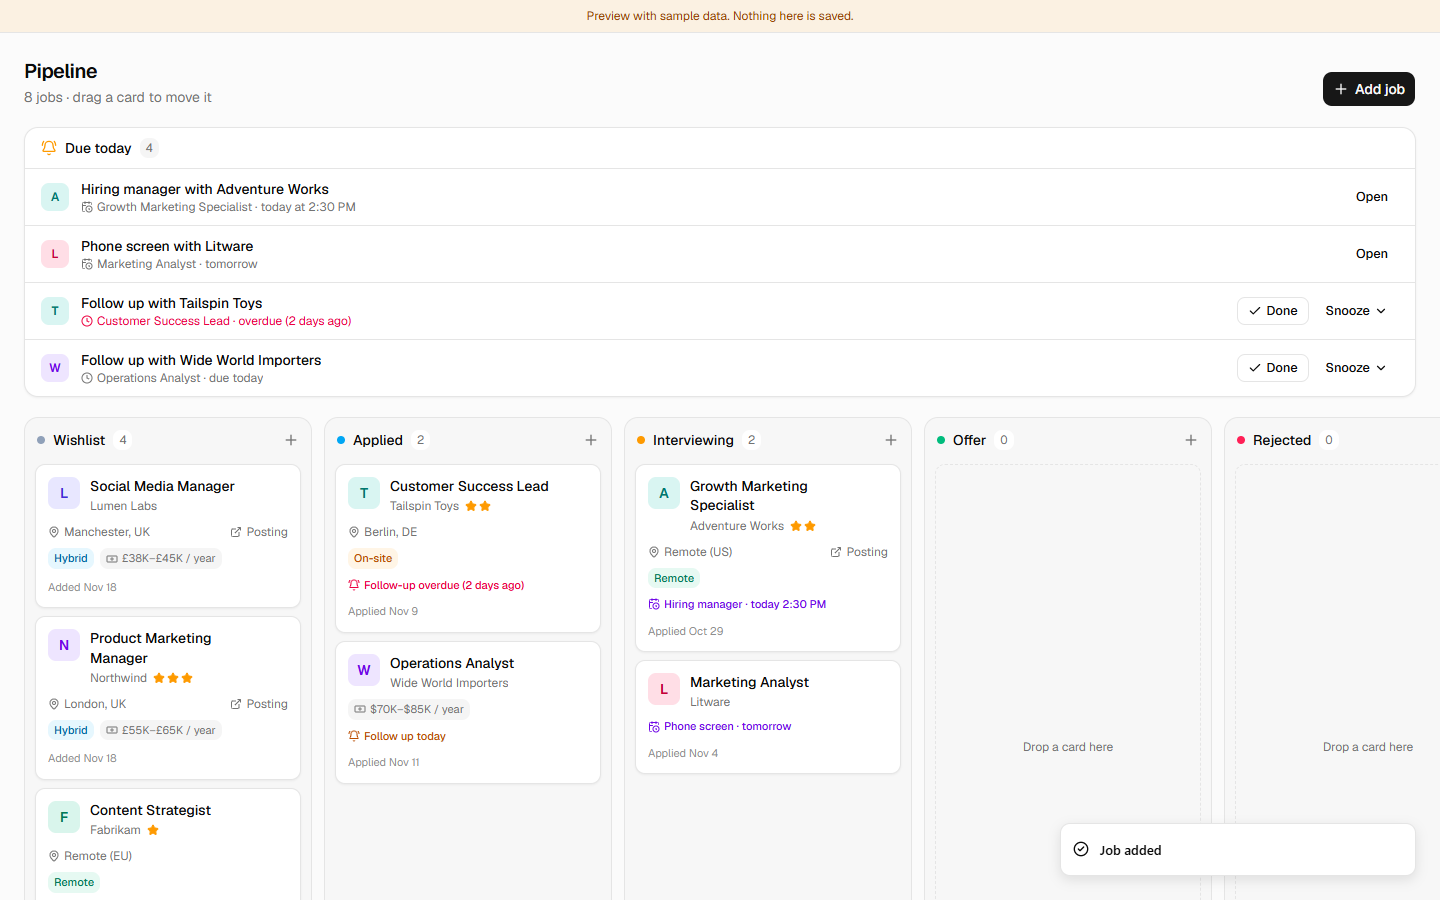 Preview with sample data. Nothing here is saved.
Pipeline
8 jobs · drag a card to move it
Add job
Due today 4
A
Hiring manager with Adventure Works
Growth Marketing Specialist · today at 2:30 PM
Open
L
Phone screen with Litware
Marketing Analyst · tomorrow
Open
T
Follow up with Tailspin Toys
Customer Success Lead · overdue (2 days ago)
Done
Snooze
W
Follow up with Wide World Importers
Operations Analyst · due today
Done
Snooze
Wishlist 4
L
Social Media Manager
Lumen Labs
Manchester, UK
Posting
Hybrid
£38K–£45K / year
Added Nov 18
N
Product Marketing
Manager
Northwind
London, UK
Posting
Hybrid
£55K–£65K / year
Added Nov 18
F
Content Strategist
Fabrikam
Remote (EU)
Remote
Applied 2
T
Customer Success Lead
Tailspin Toys
Berlin, DE
On-site
Follow-up overdue (2 days ago)
Applied Nov 9
W
Operations Analyst
Wide World Importers
$70K–$85K / year
Follow up today
Applied Nov 11
Interviewing 2
A
Growth Marketing
Specialist
Adventure Works
Remote (US)
Posting
Remote
Hiring manager · today 2:30 PM
Applied Oct 29
L
Marketing Analyst
Litware
Phone screen · tomorrow
Applied Nov 4
Offer 0
Drop a card here
Rejected 0
Drop a card here
Job added